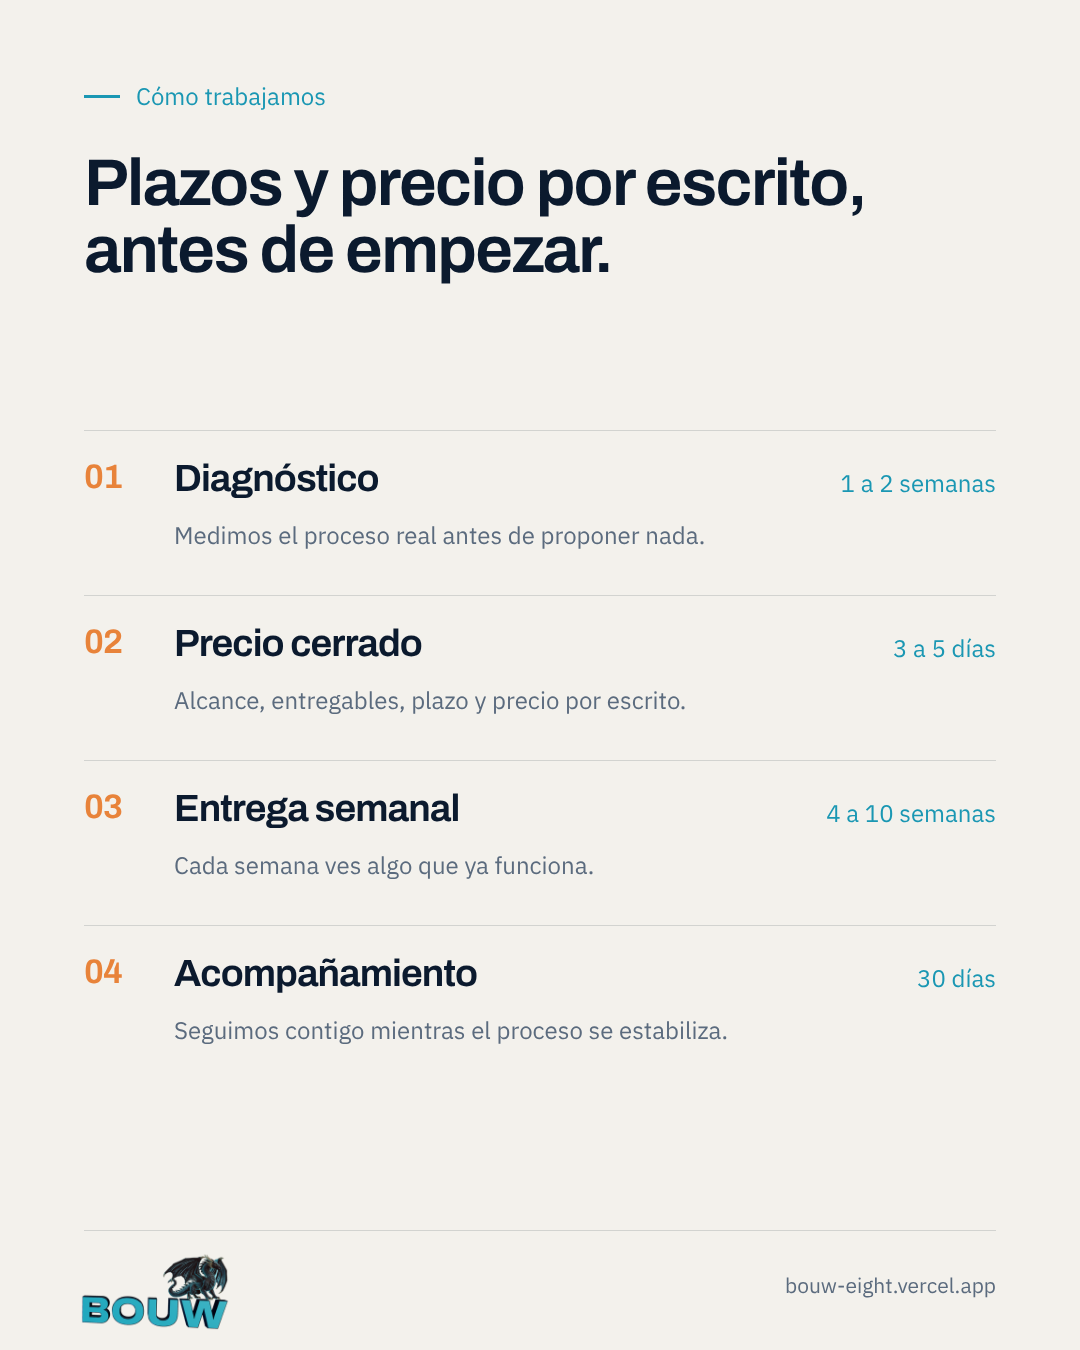 Cómo trabajamos
Plazos y precio por escrito,
antes de empezar.
01 Diagnóstico 1 a 2 semanas
Medimos el proceso real antes de proponer nada.
02 Precio cerrado 3 a 5 días
Alcance, entregables, plazo y precio por escrito.
03 Entrega semanal 4 a 10 semanas
Cada semana ves algo que ya funciona.
04 Acompañamiento 30 días
Seguimos contigo mientras el proceso se estabiliza.
BOUW
bouw-eight.vercel.app